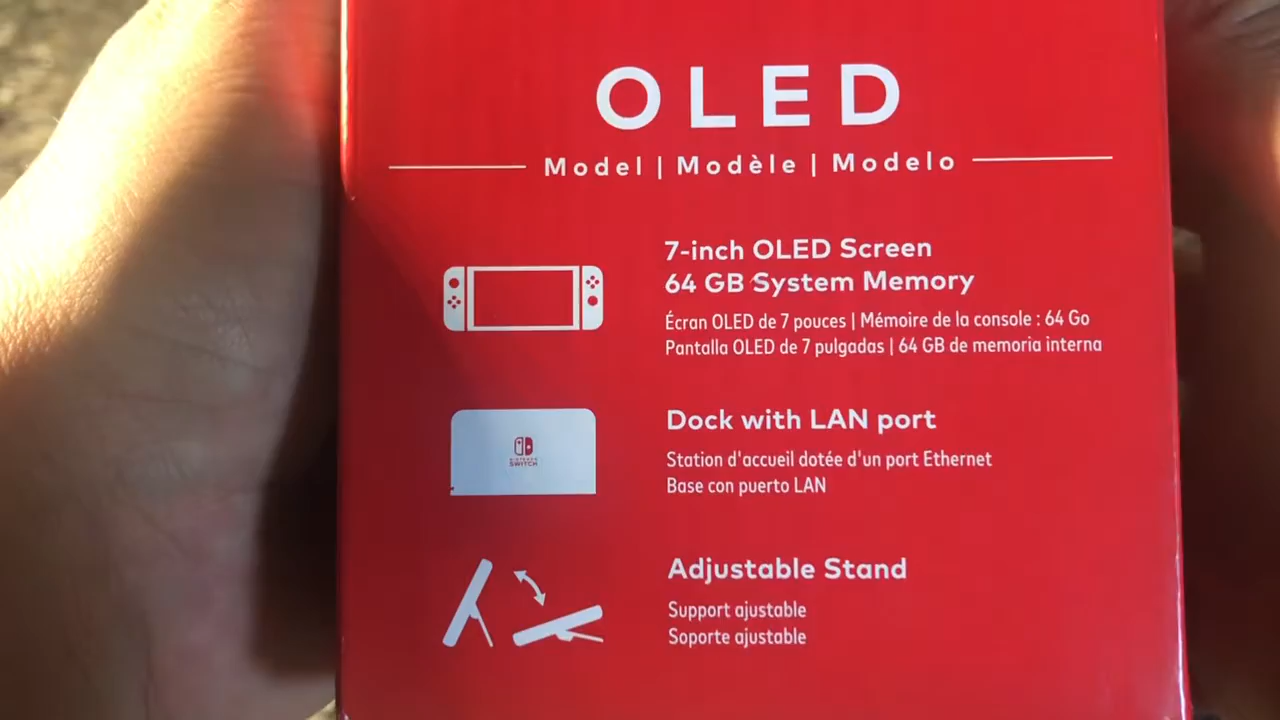 OLED
Model | Modèle | Modelo
7-inch OLED Screen
64 GB System Memory
Écran OLED de 7 pouces | Mémoire de la console : 64 Go
Pantalla OLED de 7 pulgadas | 64 GB de memoria interna
NINTENDO
SWITCH
Dock with LAN port
Station d'accueil dotée d'un port Ethernet
Base con puerto LAN
Adjustable Stand
Support ajustable
Soporte ajustable